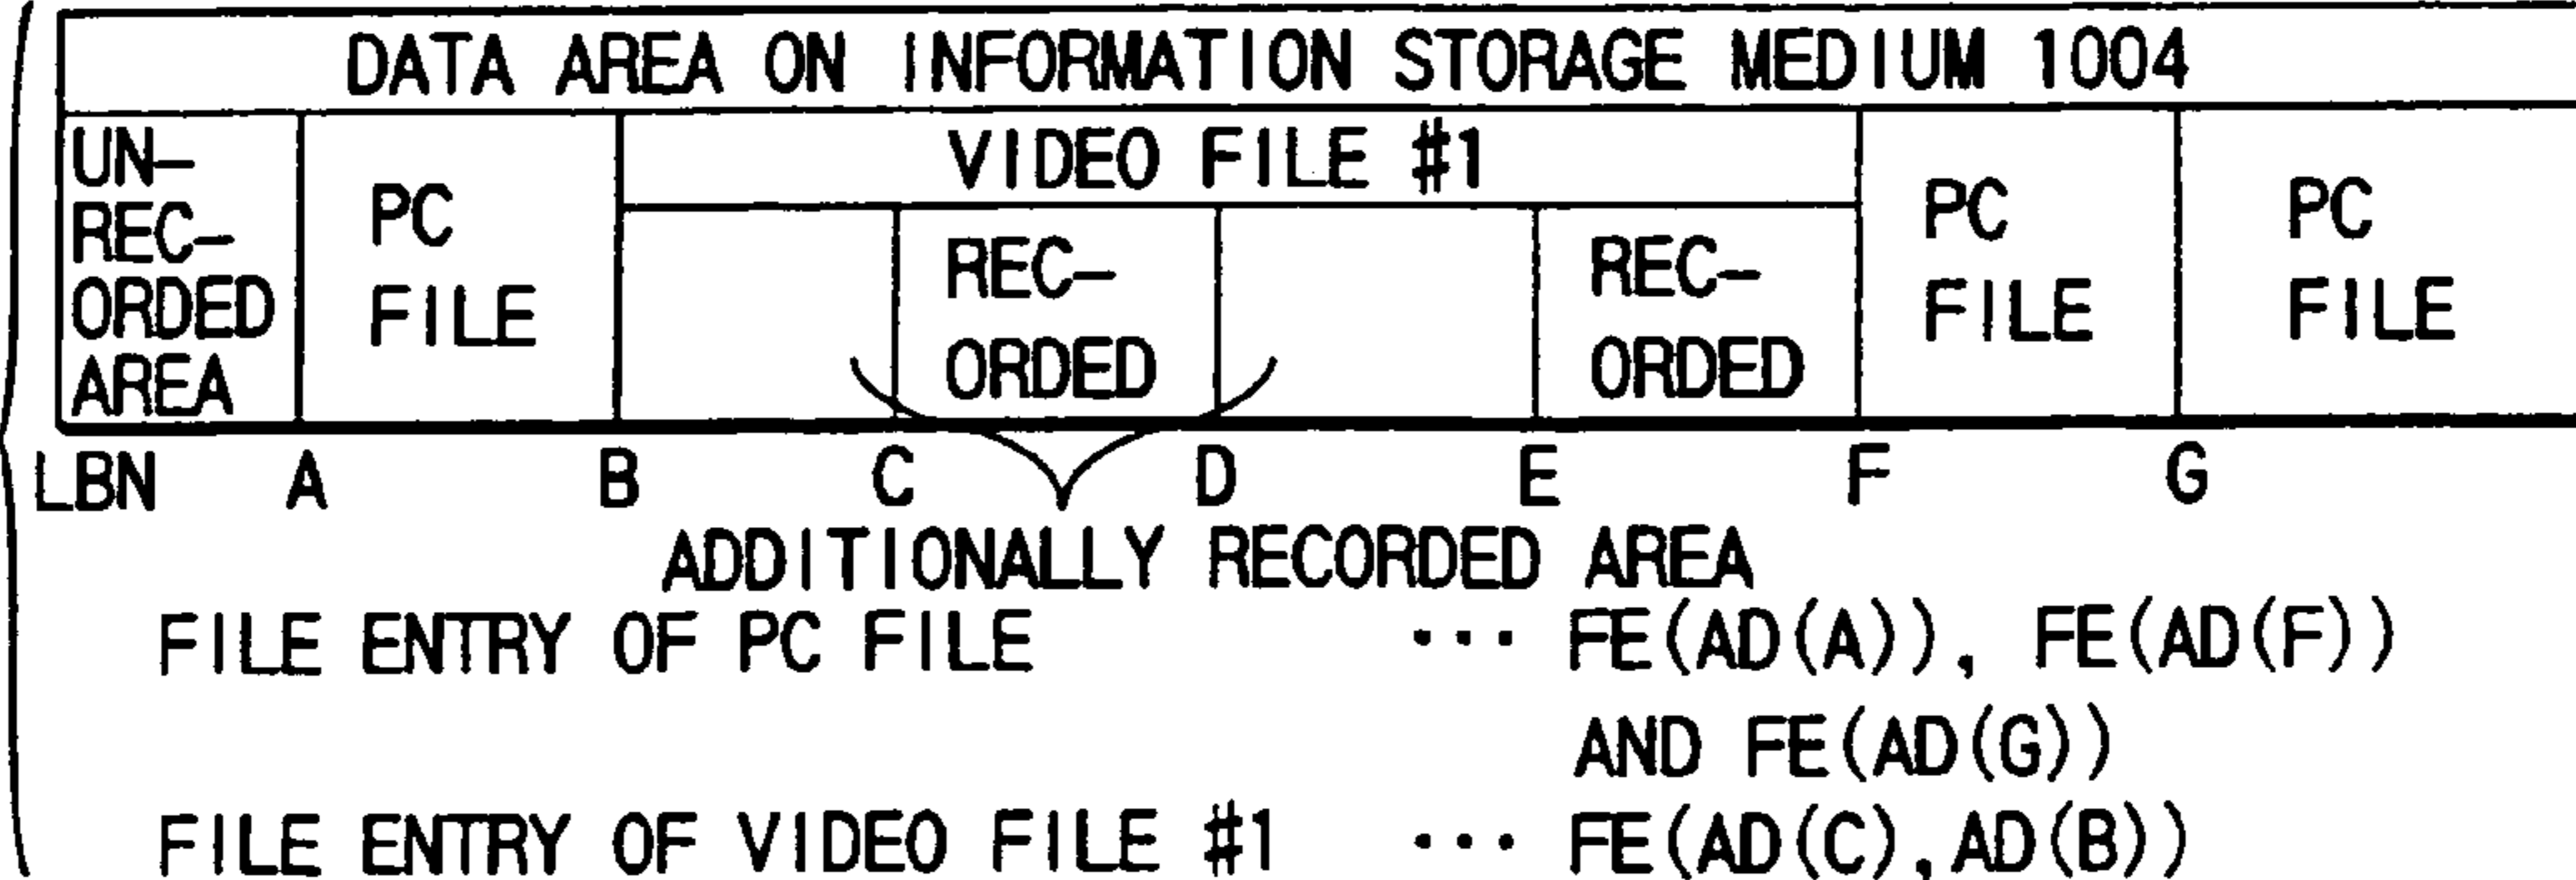 DATA AREA ON INFORMATION STORAGE MEDIUM 1004
UN-
REC-
ORDED
AREA
PC
FILE
VIDEO FILE #1
REC-
ORDED
REC-
ORDED
PC
FILE
PC
FILE
LBN A B C D E F G
ADDITIONALLY RECORDED AREA
FILE ENTRY OF PC FILE ··· FE(AD(A)), FE(AD(F))
AND FE(AD(G))
FILE ENTRY OF VIDEO FILE #1 ··· FE(AD(C),AD(B))